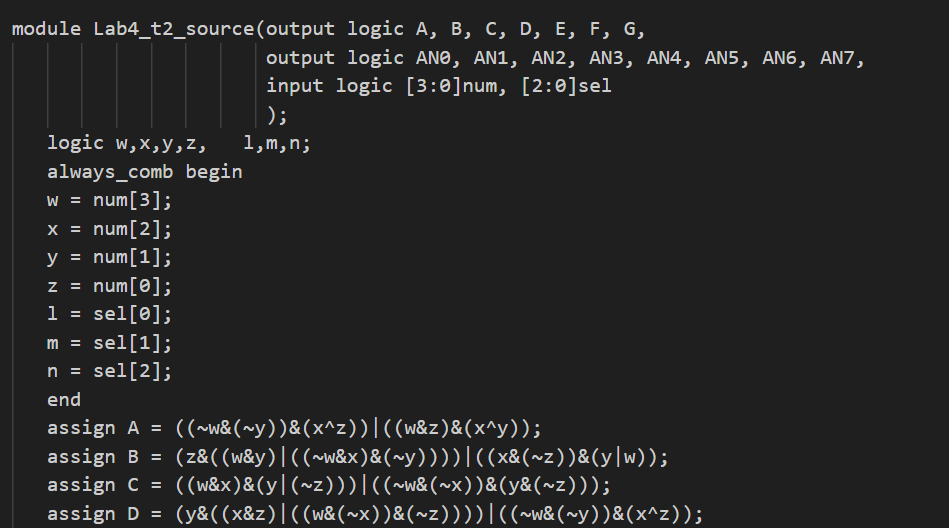 module Lab4_t2_source(output logic A, B, C, D, E, F, G,
output logic AN0, AN1, AN2, AN3, AN4, AN5, AN6, AN7,
input logic [3:0]num, [2:0]sel
);
logic w,x,y,z,   l,m,n;
always_comb begin
w = num[3];
x = num[2];
y = num[1];
z = num[0];
l = sel[0];
m = sel[1];
n = sel[2];
end
assign A = ((~w&(~y))&(x^z))|((w&z)&(x^y));
assign B = (z&((w&y)|((~w&x)&(~y))))|((x&(~z))&(y|w));
assign C = ((w&x)&(y|(~z)))|((~w&(~x))&(y&(~z)));
assign D = (y&((x&z)|((w&(~x))&(~z))))|((~w&(~y))&(x^z));